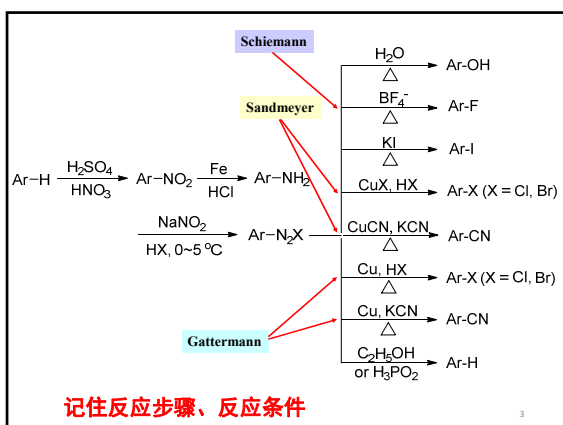 Schiemann
H₂O
△
Ar-OH
BF₄⁻
△
Ar-F
Sandmeyer
KI
△
Ar-I
Ar-H
H₂SO₄
HNO₃
Ar-NO₂
Fe
HCl
Ar-NH₂
CuX, HX
Ar-X (X = Cl, Br)
NaNO₂
HX, 0~5 ℃
Ar-N₂X
CuCN, KCN
△
Ar-CN
Cu, HX
△
Ar-X (X = Cl, Br)
Cu, KCN
△
Ar-CN
Gattermann
C₂H₅OH
or H₃PO₂
Ar-H
记住反应步骤、反应条件
3